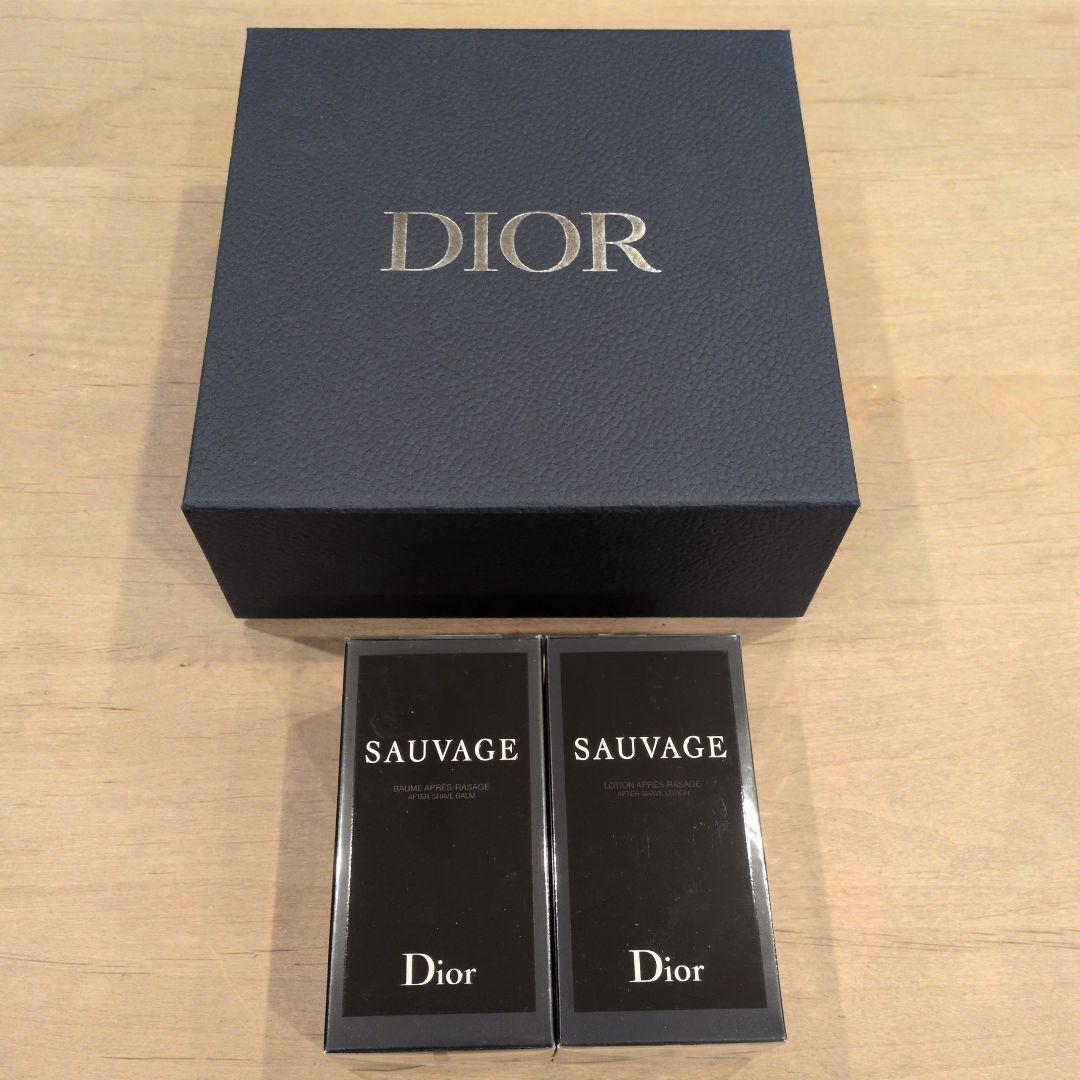 DIOR
SAUVAGE
BAUME APRÈS-RASAGE
AFTER-SHAVE BALM
Dior
SAUVAGE
LOTION APRÈS-RASAGE
AFTER-SHAVE LOTION
Dior